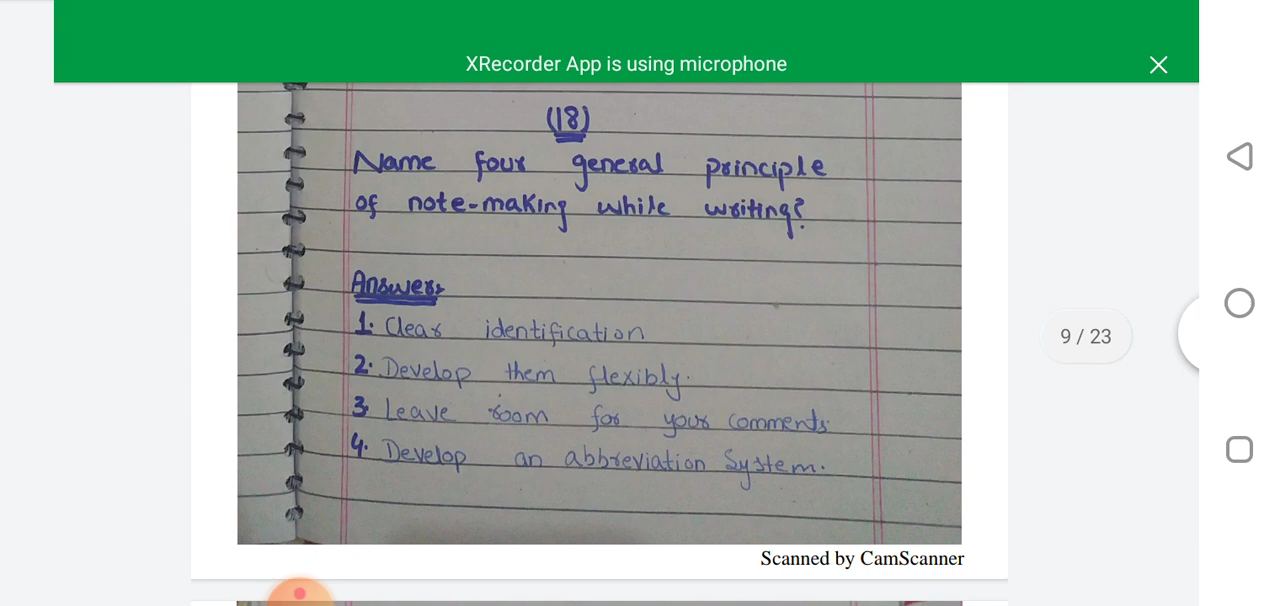 XRecorder App is using microphone
(18)
Name four general principle
of note-making while writing?
Answer:
1. Clear identification
2. Develop them flexibly.
3 Leave room for your comments
4. Develop an abbreviation System.
9 / 23
Scanned by CamScanner